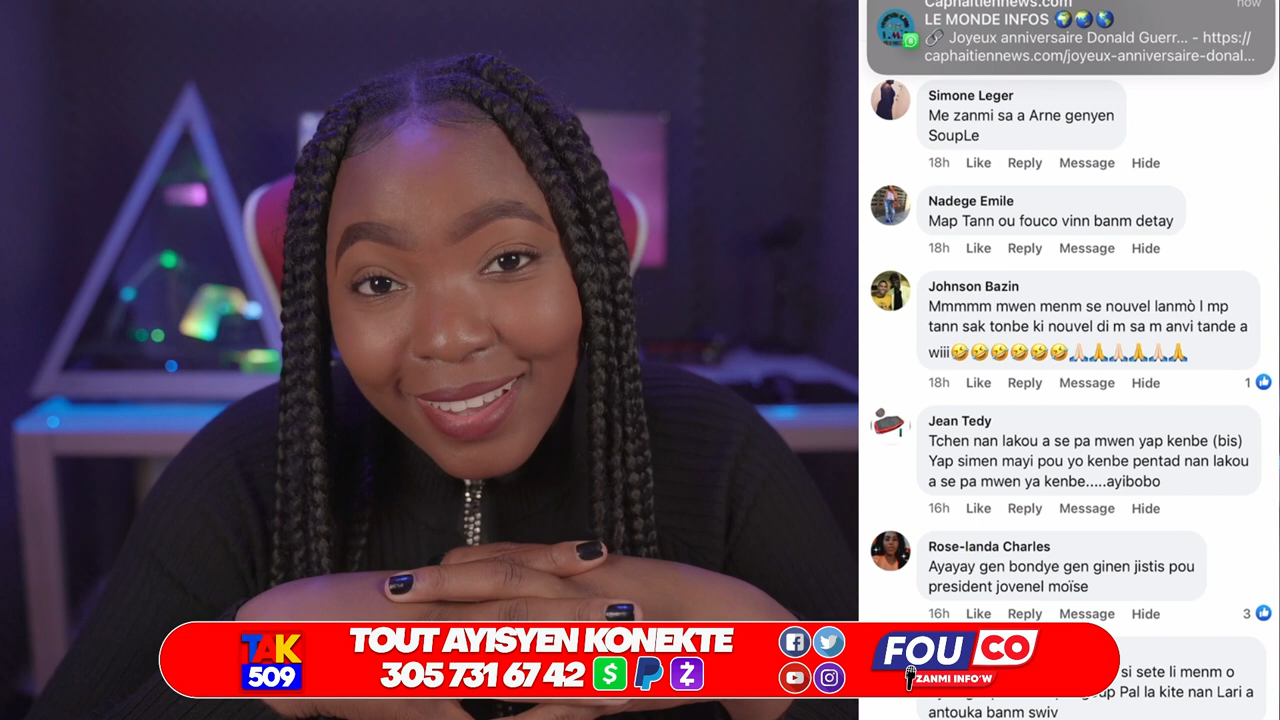 Caphaitiennews.com
now
LE MONDE INFOS
Joyeux anniversaire Donald Guerr... - https://
caphaitiennews.com/joyeux-anniversaire-donal...
Simone Leger
Me zanmi sa a Arne genyen
SoupLe
18h Like Reply Message Hide
Nadege Emile
Map Tann ou fouco vinn banm detay
18h Like Reply Message Hide
Johnson Bazin
Mmmmm mwen menm se nouvel lanmò l mp
tann sak tonbe ki nouvel di m sa m anvi tande a
wiii🤣🤣🤣🤣🤣🤣🙏🏻🙏🙏🏻🙏🙏🏻🙏
18h Like Reply Message Hide 1
Jean Tedy
Tchen nan lakou a se pa mwen yap kenbe (bis)
Yap simen mayi pou yo kenbe pentad nan lakou
a se pa mwen ya kenbe.....ayibobo
16h Like Reply Message Hide
Rose-landa Charles
Ayayay gen bondye gen ginen jistis pou
president jovenel moïse
16h Like Reply Message Hide 3
si sete li menm o
Pal la kite nan Lari a
antouka banm swiv
TAK
509
TOUT AYISYEN KONEKTE
305 731 67 42
FOUCO
ZANMI INFO'W